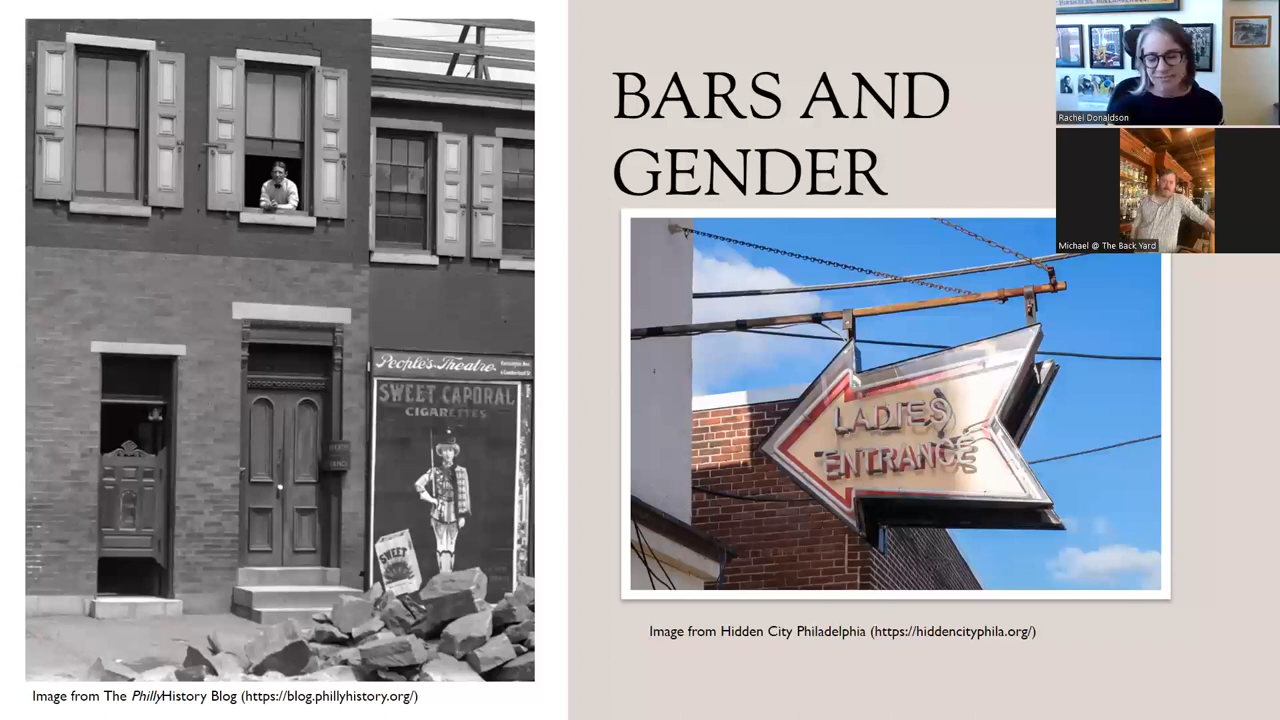 BARS AND
GENDER
Rachel Donaldson
Michael @ The Back Yard
People's Theatre
SWEET CAPORAL
CIGARETTES
SWEET
LADIES
ENTRANCE
Image from Hidden City Philadelphia (https://hiddencityphila.org/)
Image from The PhillyHistory Blog (https://blog.phillyhistory.org/)